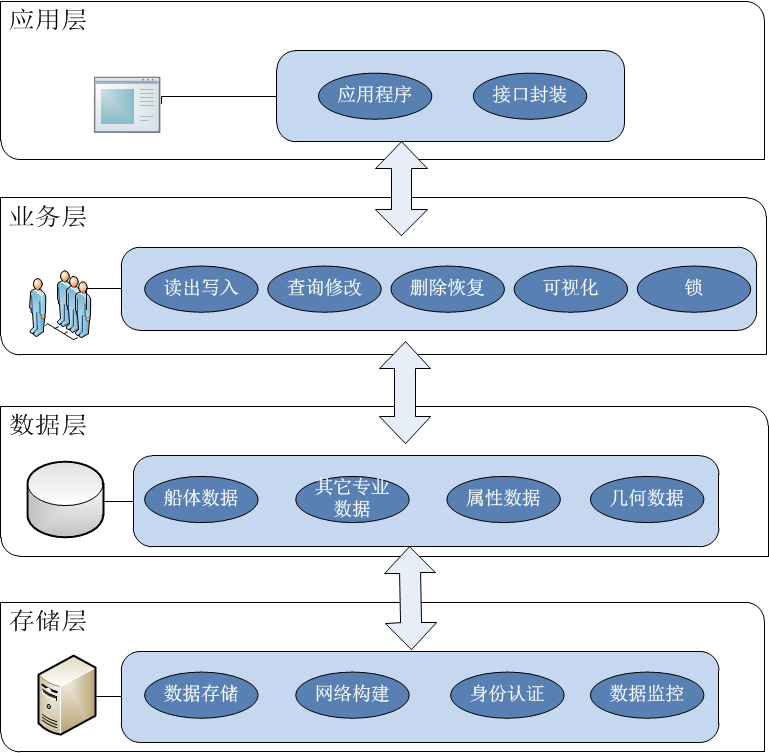 应用层
应用程序
接口封装
业务层
读出写入
查询修改
删除恢复
可视化
锁
数据层
船体数据
其它专业
数据
属性数据
几何数据
存储层
数据存储
网络构建
身份认证
数据监控